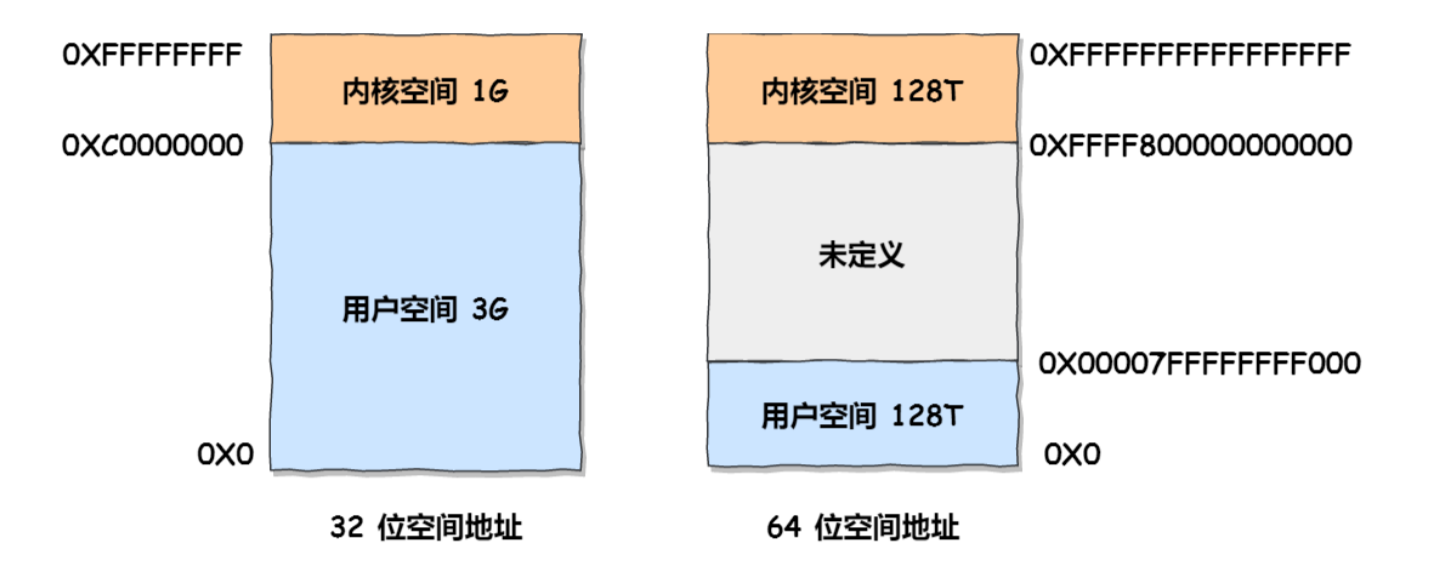 0XFFFFFFFF
内核空间 1G
0XC0000000
用户空间 3G
0X0
32 位空间地址
0XFFFFFFFFFFFFFFFF
内核空间 128T
0XFFFF800000000000
未定义
0X00007FFFFFFFF000
用户空间 128T
0X0
64 位空间地址